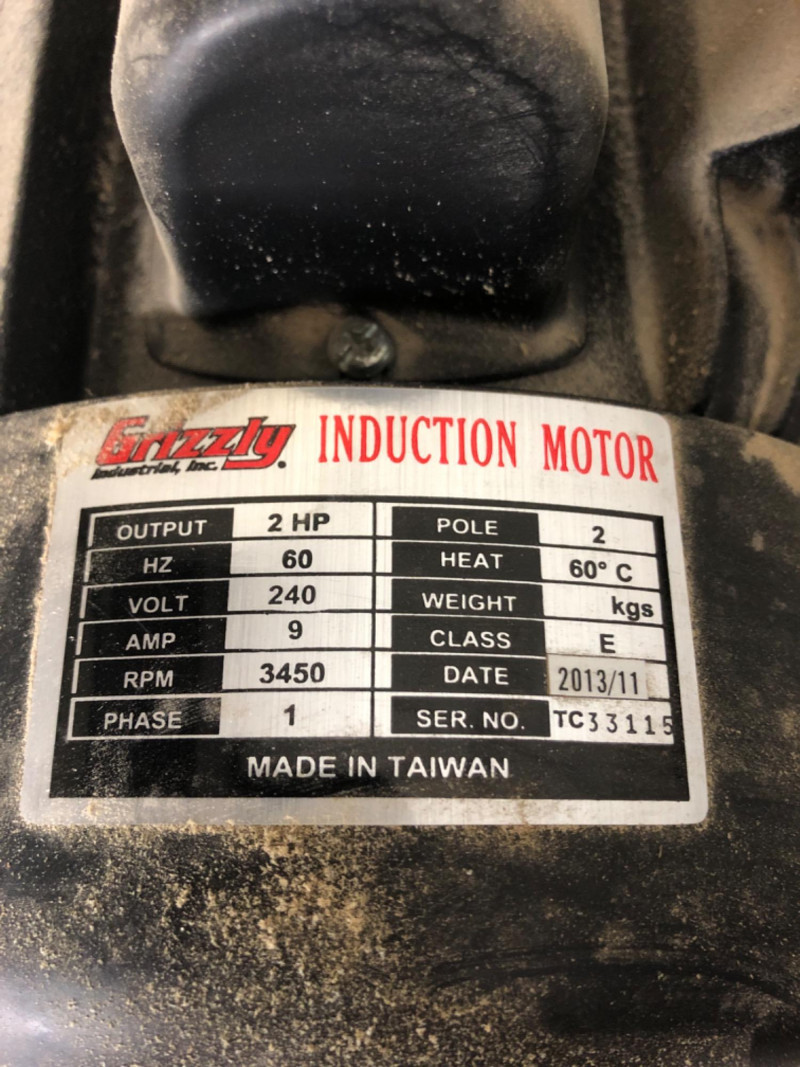 Grizzly INDUCTION MOTOR
Industrial, Inc.
OUTPUT 2 HP POLE 2
HZ 60 HEAT 60° C
VOLT 240 WEIGHT kgs
AMP 9 CLASS E
RPM 3450 DATE 2013/11
PHASE 1 SER. NO. TC33115
MADE IN TAIWAN